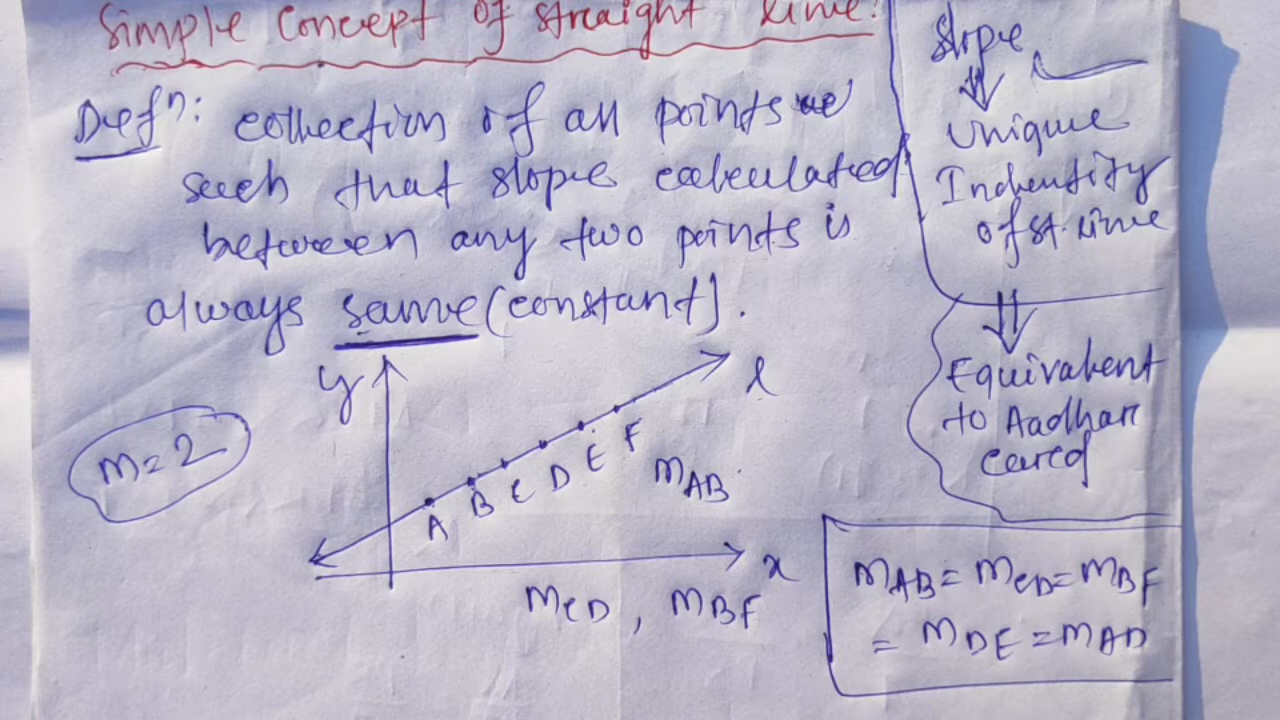 Simple Concept of straight line:
Defn: collection of all points
such that slope calculated
between any two points is
always same (constant).
Slope
Unique
Indentity
of st. line
Equivalent
to Aadhar
card
y
l
m = 2
A B C D E F
mAB
x
mCD , mBF
mAB = mCD = mBF
= mDE = mAD